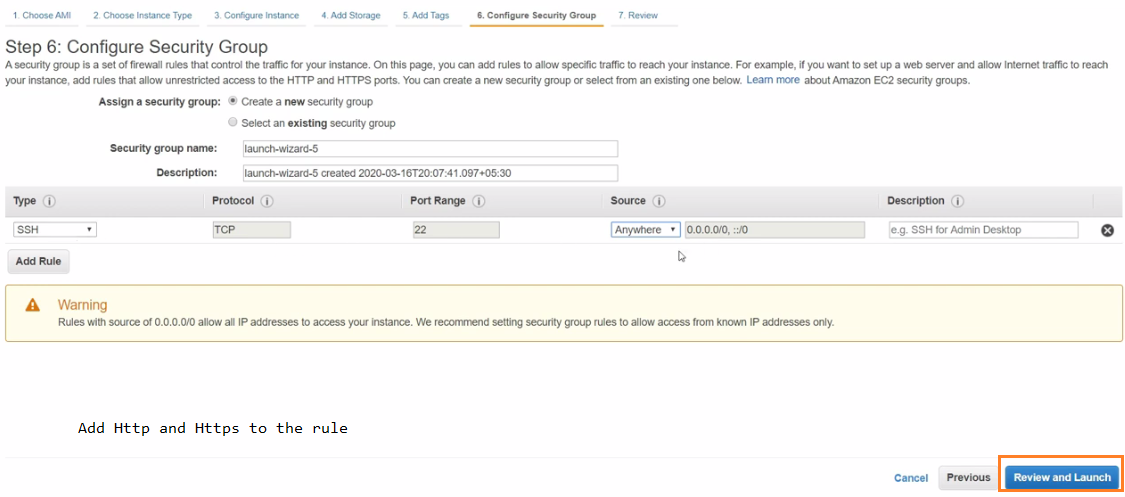 1. Choose AMI 2. Choose Instance Type 3. Configure Instance 4. Add Storage 5. Add Tags 6. Configure Security Group 7. Review
Step 6: Configure Security Group
A security group is a set of firewall rules that control the traffic for your instance. On this page, you can add rules to allow specific traffic to reach your instance. For example, if you want to set up a web server and allow Internet traffic to reach
your instance, add rules that allow unrestricted access to the HTTP and HTTPS ports. You can create a new security group or select from an existing one below. Learn more about Amazon EC2 security groups.
Assign a security group: Create a new security group
Select an existing security group
Security group name: launch-wizard-5
Description: launch-wizard-5 created 2020-03-16T20:07:41.097+05:30
Type i Protocol i Port Range i Source i Description i
SSH TCP 22 Anywhere 0.0.0.0/0, ::/0 e.g. SSH for Admin Desktop
Add Rule
Warning
Rules with source of 0.0.0.0/0 allow all IP addresses to access your instance. We recommend setting security group rules to allow access from known IP addresses only.
Add Http and Https to the rule
Cancel Previous Review and Launch